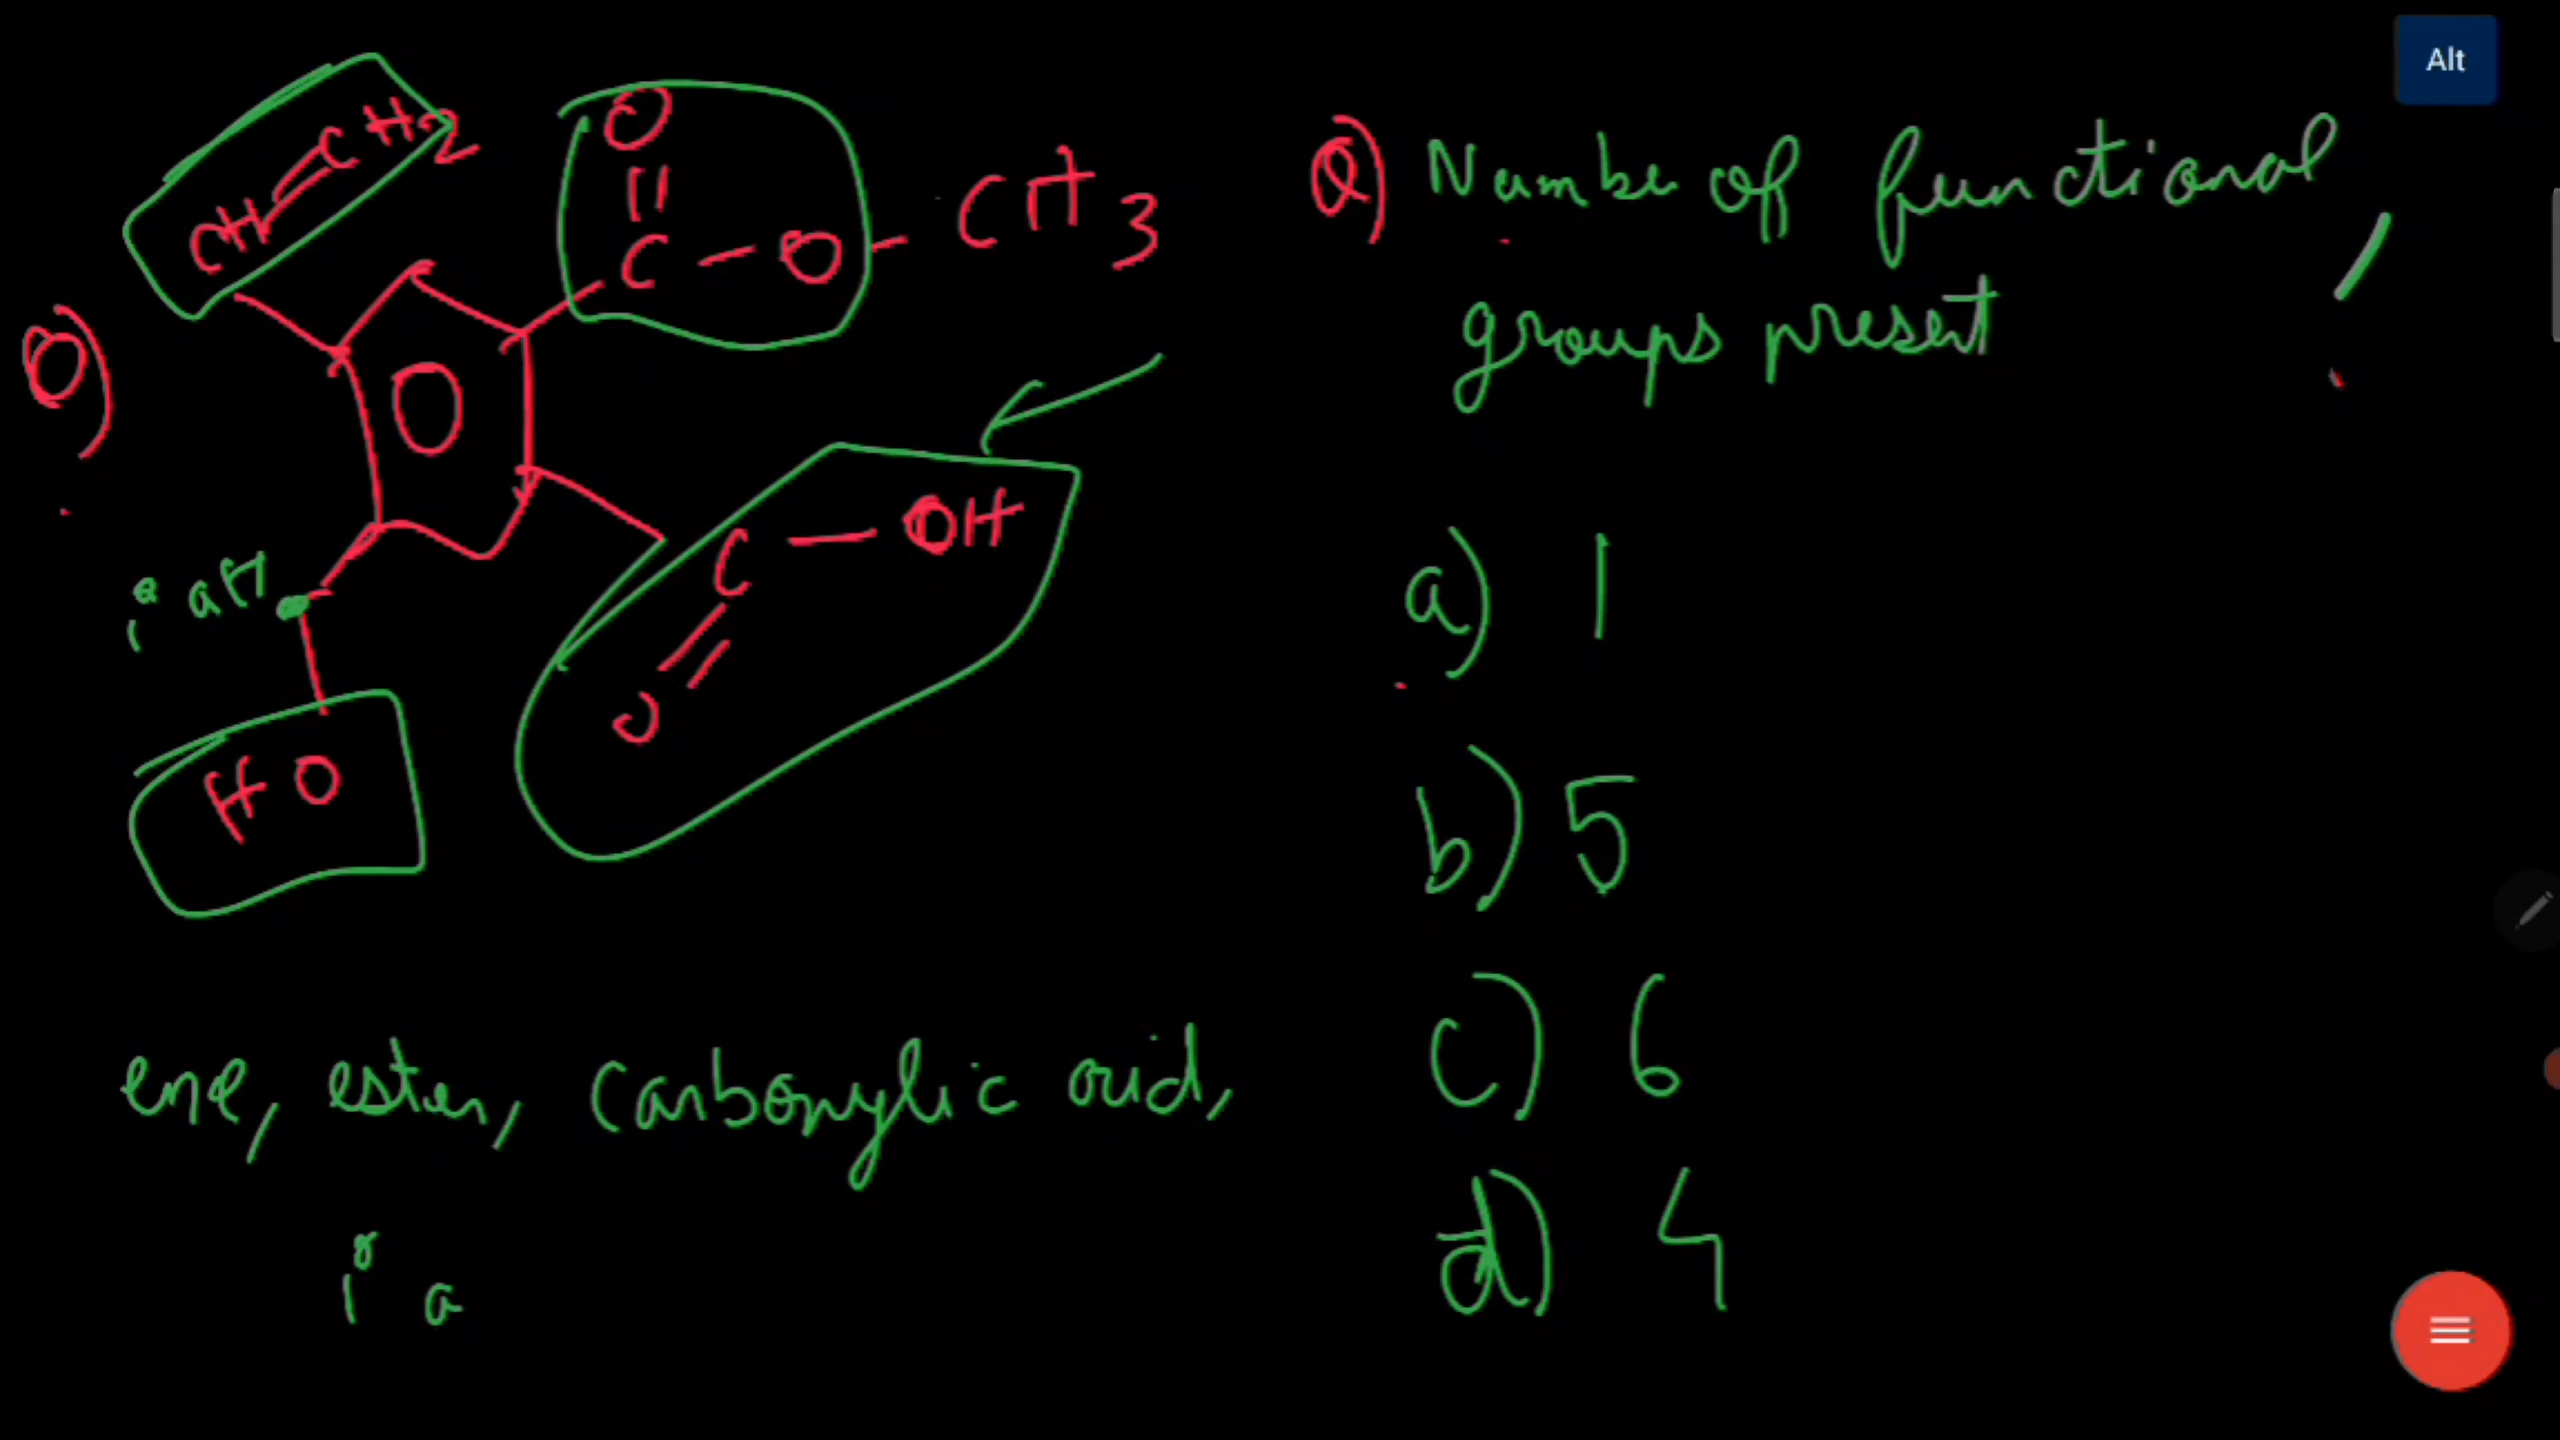 Alt
CH=CH2
O
||
C - O - CH3
Q) Number of functional
groups present
O)
C — OH
O
1° alc
HO
a) 1
b) 5
c) 6
d) 4
ene, ester, Carboxylic acid,
1° a